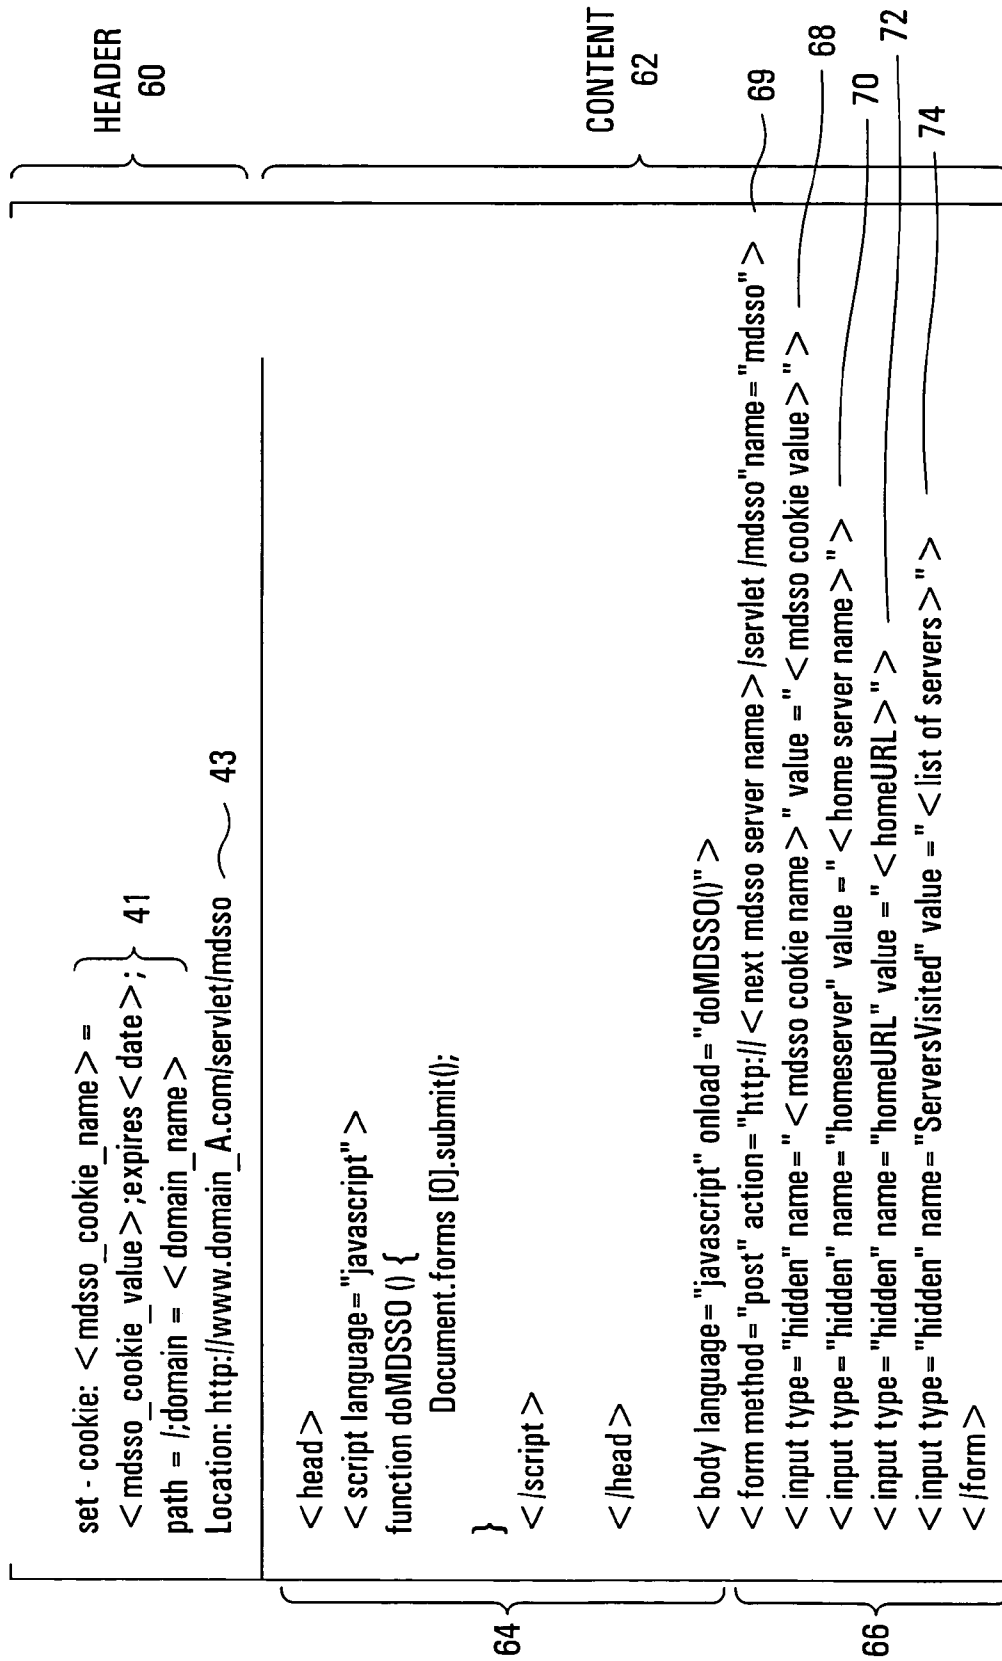 HEADER
60
set - cookie: < mdsso_cookie_name > =
< mdsso_cookie_value > ;expires < date > ;
41
path = /;domain = < domain_name >
Location: http://www.domain_A.com/servlet/mdsso
43
CONTENT
62
64
< head >
< script language = "javascript" >
function doMDSSO () {
Document.forms [0].submit();
}
< /script >
< /head >
< body language = "javascript" onload = "doMDSSO()" >
66
< form method = "post" action = "http:// < next mdsso server name > /servlet /mdsso"name = "mdsso" >
69
< input type = "hidden" name = " < mdsso cookie name > " value = " < mdsso cookie value > " >
68
< input type = "hidden" name = "homeserver" value = " < home server name > " >
70
< input type = "hidden" name = "homeURL" value = " < homeURL > " >
72
< input type = "hidden" name = "ServersVisited" value = " < list of servers > " >
74
< /form >